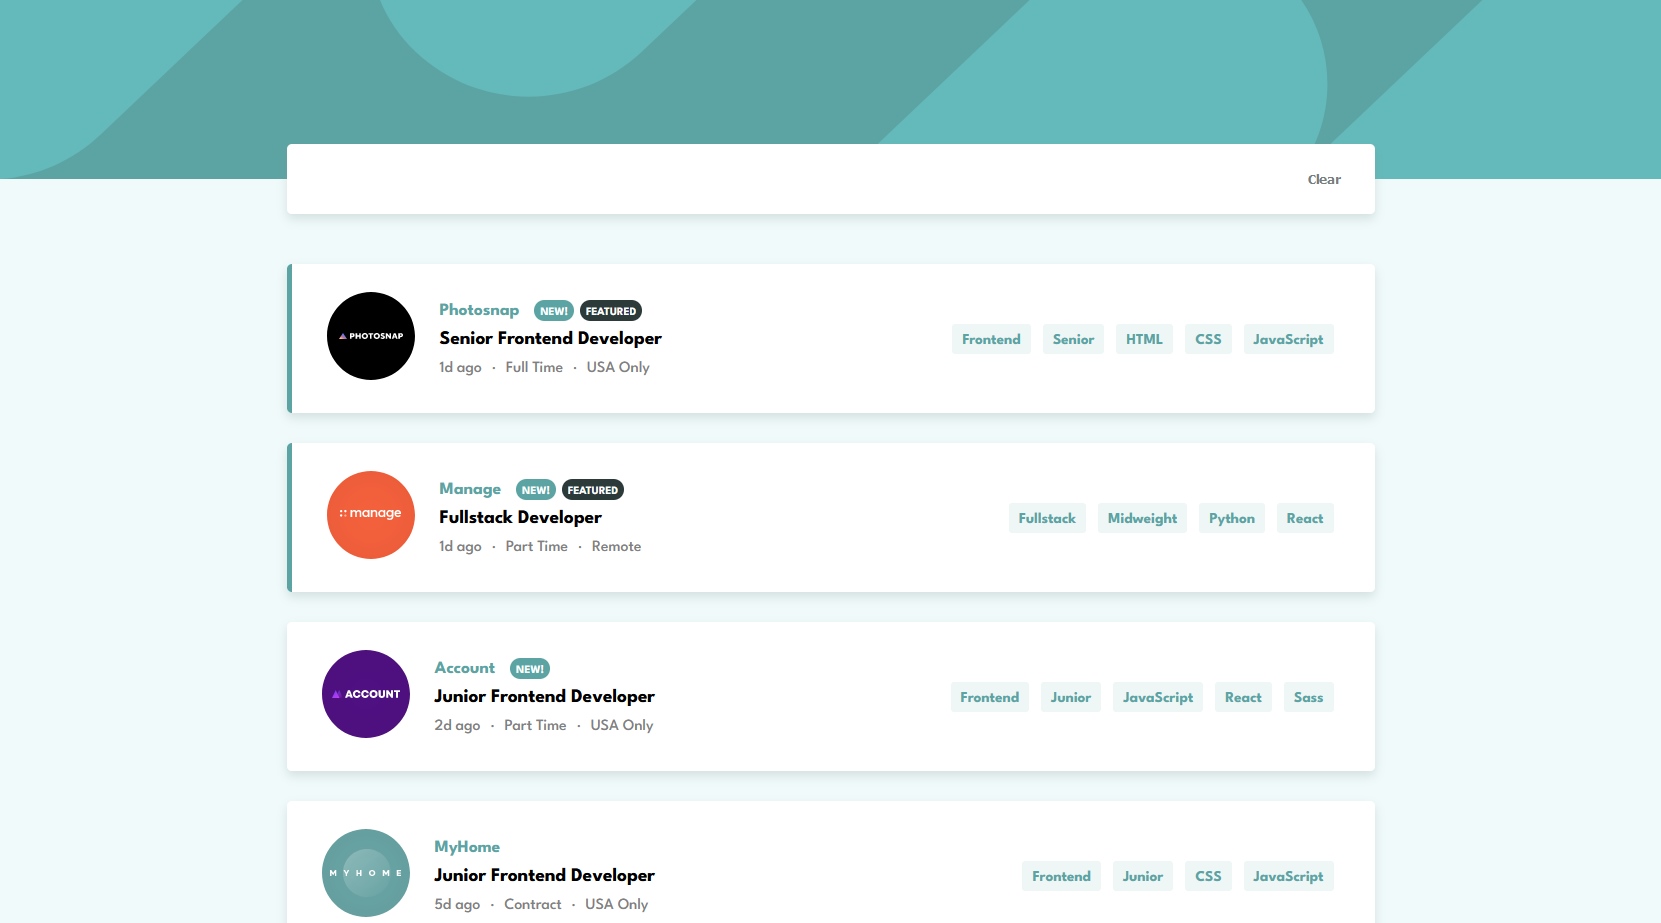 Clear
PHOTOSNAP
Photosnap NEW! FEATURED
Senior Frontend Developer
1d ago · Full Time · USA Only
Frontend Senior HTML CSS JavaScript
manage
Manage NEW! FEATURED
Fullstack Developer
1d ago · Part Time · Remote
Fullstack Midweight Python React
ACCOUNT
Account NEW!
Junior Frontend Developer
2d ago · Part Time · USA Only
Frontend Junior JavaScript React Sass
MYHOME
MyHome
Junior Frontend Developer
5d ago · Contract · USA Only
Frontend Junior CSS JavaScript